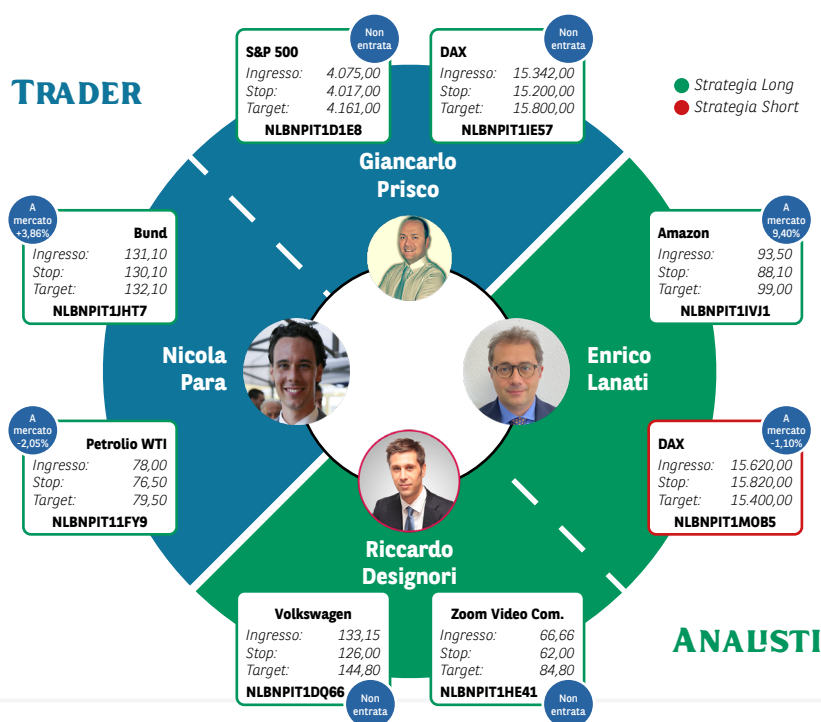 TRADER
Non
entrata
S&P 500
Ingresso: 4.075,00
Stop: 4.017,00
Target: 4.161,00
NLBNPIT1D1E8
Non
entrata
DAX
Ingresso: 15.342,00
Stop: 15.200,00
Target: 15.800,00
NLBNPIT1IE57
Strategia Long
Strategia Short
Giancarlo
Prisco
A
mercato
+3,86%
Bund
Ingresso: 131,10
Stop: 130,10
Target: 132,10
NLBNPIT1JHT7
A
mercato
9,40%
Amazon
Ingresso: 93,50
Stop: 88,10
Target: 99,00
NLBNPIT1IVJ1
Nicola
Para
Enrico
Lanati
A
mercato
-2,05%
Petrolio WTI
Ingresso: 78,00
Stop: 76,50
Target: 79,50
NLBNPIT11FY9
A
mercato
-1,10%
DAX
Ingresso: 15.620,00
Stop: 15.820,00
Target: 15.400,00
NLBNPIT1MOB5
Riccardo
Designori
Volkswagen
Ingresso: 133,15
Stop: 126,00
Target: 144,80
NLBNPIT1DQ66
Non
entrata
Zoom Video Com.
Ingresso: 66,66
Stop: 62,00
Target: 84,80
NLBNPIT1HE41
Non
entrata
ANALISTI